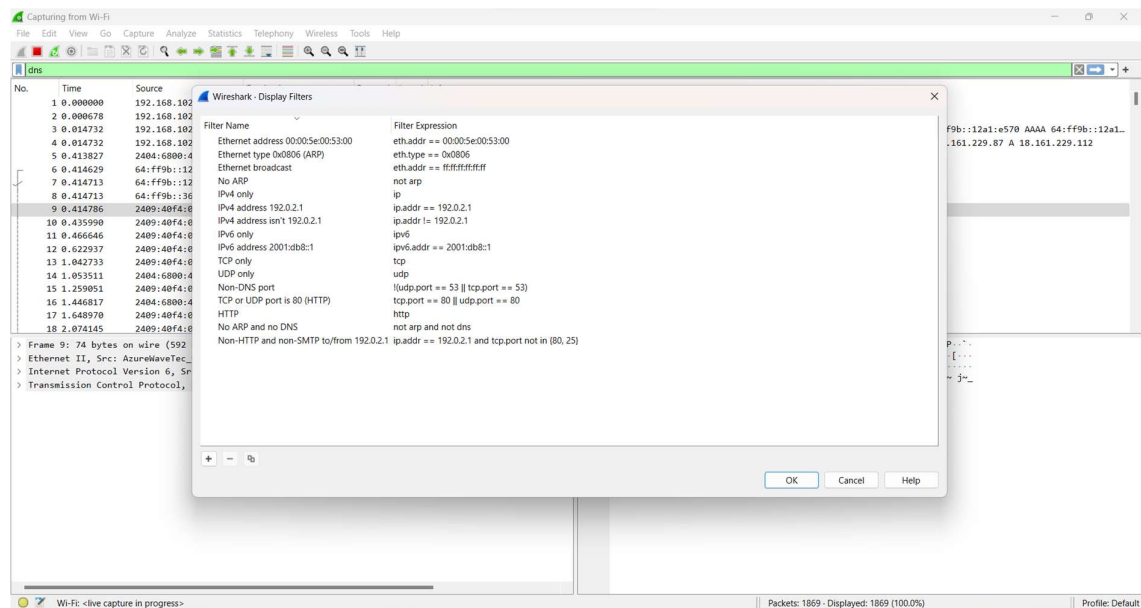 Capturing from Wi-Fi
File Edit View Go Capture Analyze Statistics Telephony Wireless Tools Help
dns
No. Time Source
1 0.000000 192.168.102
2 0.000678 192.168.102
3 0.014732 192.168.102 f9b::12a1:e570 AAAA 64:ff9b::12a1…
4 0.014732 192.168.102 .161.229.87 A 18.161.229.112
5 0.413827 2404:6800:4
6 0.414629 64:ff9b::12
7 0.414713 64:ff9b::12
8 0.414713 64:ff9b::36
9 0.414786 2409:40f4:0
10 0.435990 2409:40f4:0
11 0.466646 2409:40f4:0
12 0.622937 2409:40f4:0
13 1.042733 2409:40f4:0
14 1.053511 2404:6800:4
15 1.259051 2409:40f4:0
16 1.446817 2404:6800:4
17 1.648970 2409:40f4:0
18 2.074145 2409:40f4:0
> Frame 9: 74 bytes on wire (592
> Ethernet II, Src: AzureWaveTec_
> Internet Protocol Version 6, Sr
> Transmission Control Protocol,
Wireshark · Display Filters
Filter Name Filter Expression
Ethernet address 00:00:5e:00:53:00 eth.addr == 00:00:5e:00:53:00
Ethernet type 0x0806 (ARP) eth.type == 0x0806
Ethernet broadcast eth.addr == ff:ff:ff:ff:ff:ff
No ARP not arp
IPv4 only ip
IPv4 address 192.0.2.1 ip.addr == 192.0.2.1
IPv4 address isn't 192.0.2.1 ip.addr != 192.0.2.1
IPv6 only ipv6
IPv6 address 2001:db8::1 ipv6.addr == 2001:db8::1
TCP only tcp
UDP only udp
Non-DNS port !(udp.port == 53 || tcp.port == 53)
TCP or UDP port is 80 (HTTP) tcp.port == 80 || udp.port == 80
HTTP http
No ARP and no DNS not arp and not dns
Non-HTTP and non-SMTP to/from 192.0.2.1 ip.addr == 192.0.2.1 and tcp.port not in {80, 25}
OK Cancel Help
Wi-Fi: <live capture in progress> Packets: 1869 · Displayed: 1869 (100.0%) Profile: Default